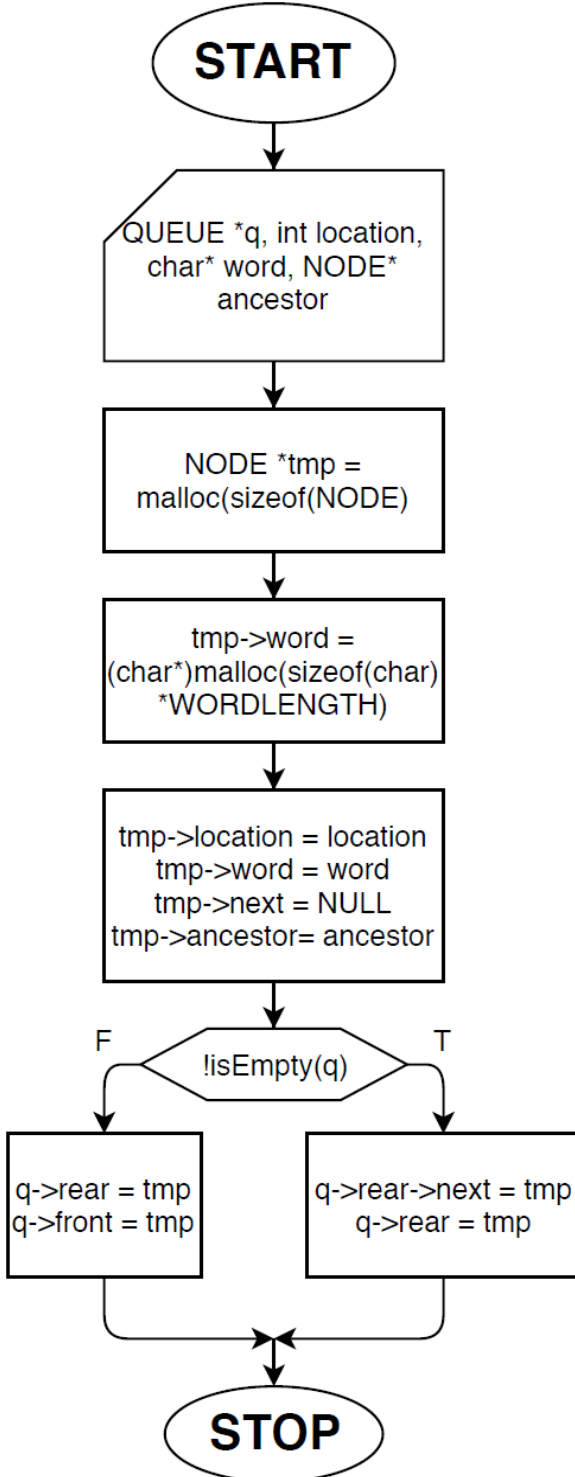 START
QUEUE *q, int location,
char* word, NODE*
ancestor
NODE *tmp =
malloc(sizeof(NODE)
tmp->word =
(char*)malloc(sizeof(char)
*WORDLENGTH)
tmp->location = location
tmp->word = word
tmp->next = NULL
tmp->ancestor= ancestor
F
!isEmpty(q)
T
q->rear = tmp
q->front = tmp
q->rear->next = tmp
q->rear = tmp
STOP